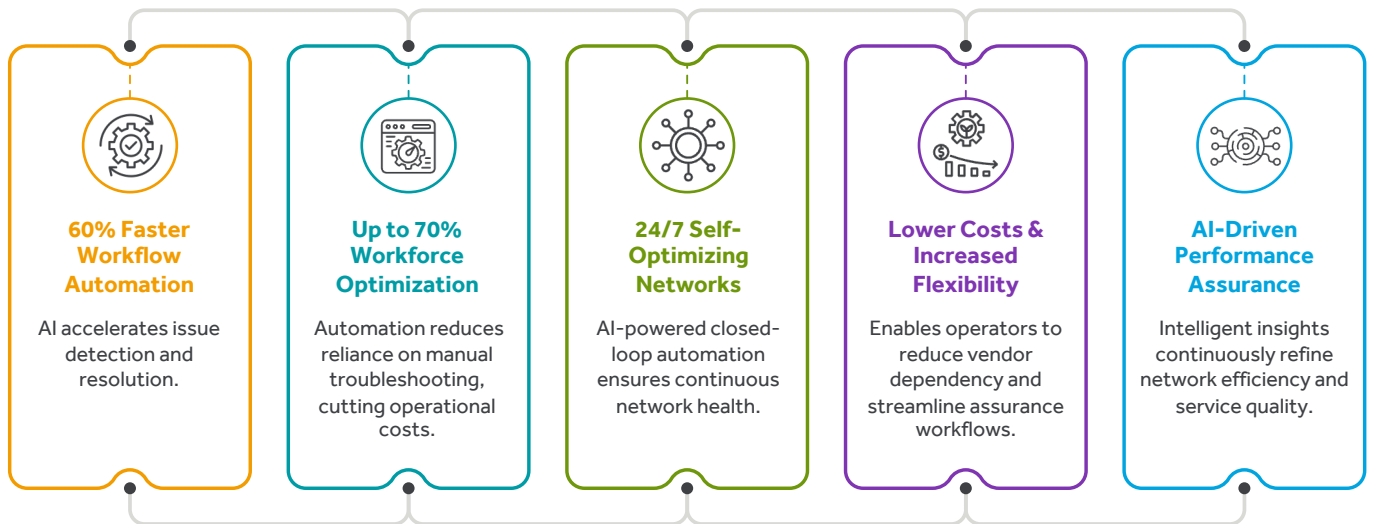 60% Faster
Workflow
Automation
AI accelerates issue
detection and
resolution.
Up to 70%
Workforce
Optimization
Automation reduces
reliance on manual
troubleshooting,
cutting operational
costs.
24/7 Self-
Optimizing
Networks
AI-powered closed-
loop automation
ensures continuous
network health.
Lower Costs &
Increased
Flexibility
Enables operators to
reduce vendor
dependency and
streamline assurance
workflows.
AI-Driven
Performance
Assurance
Intelligent insights
continuously refine
network efficiency and
service quality.